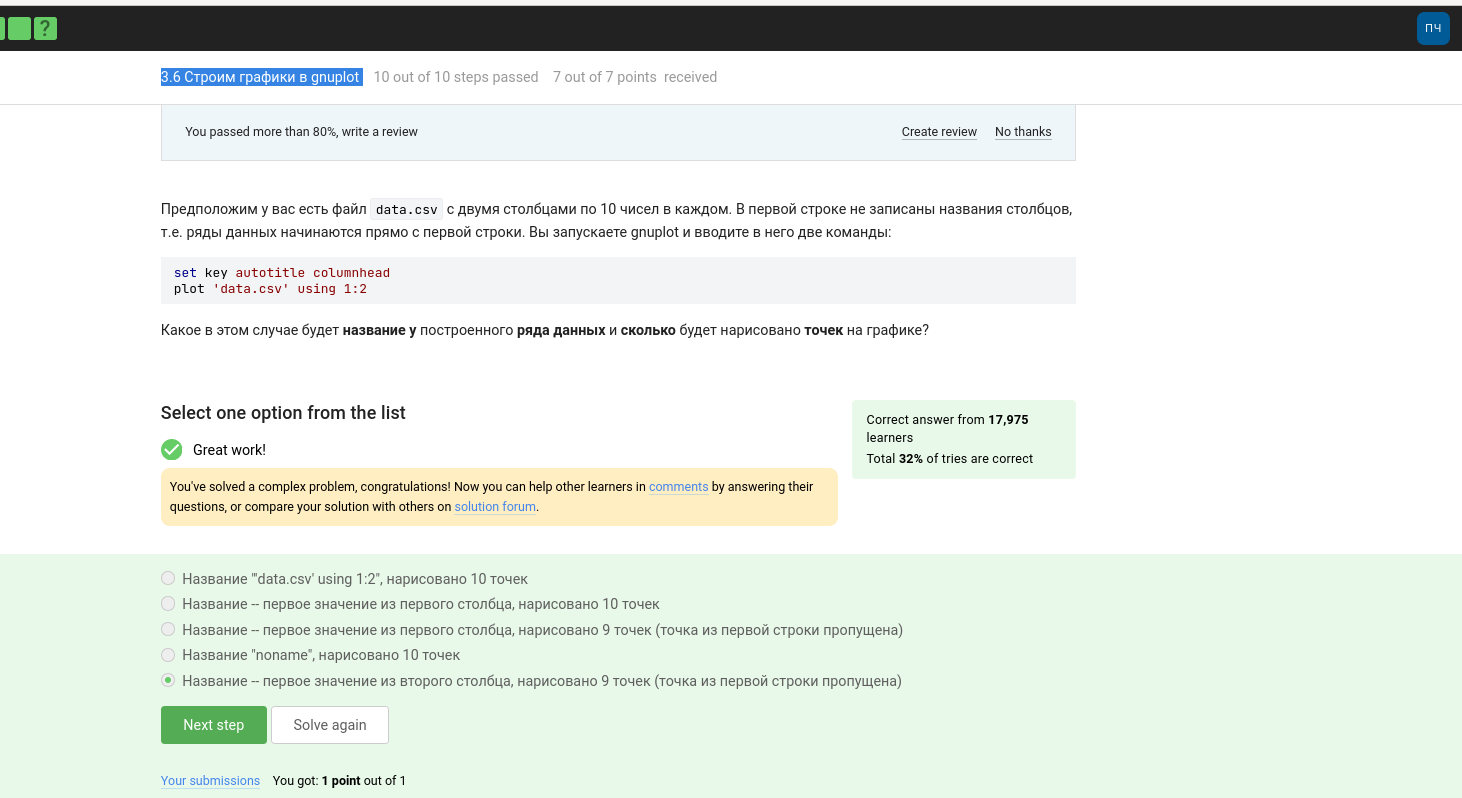 ?
ПЧ
3.6 Строим графики в gnuplot 10 out of 10 steps passed 7 out of 7 points received
You passed more than 80%, write a review Create review No thanks
Предположим у вас есть файл data.csv с двумя столбцами по 10 чисел в каждом. В первой строке не записаны названия столбцов,
т.е. ряды данных начинаются прямо с первой строки. Вы запускаете gnuplot и вводите в него две команды:
set key autotitle columnhead
plot 'data.csv' using 1:2
Какое в этом случае будет название у построенного ряда данных и сколько будет нарисовано точек на графике?
Select one option from the list
Great work!
You've solved a complex problem, congratulations! Now you can help other learners in comments by answering their
questions, or compare your solution with others on solution forum.
Correct answer from 17,975
learners
Total 32% of tries are correct
Название "'data.csv' using 1:2", нарисовано 10 точек
Название -- первое значение из первого столбца, нарисовано 10 точек
Название -- первое значение из первого столбца, нарисовано 9 точек (точка из первой строки пропущена)
Название "noname", нарисовано 10 точек
Название -- первое значение из второго столбца, нарисовано 9 точек (точка из первой строки пропущена)
Next step Solve again
Your submissions You got: 1 point out of 1